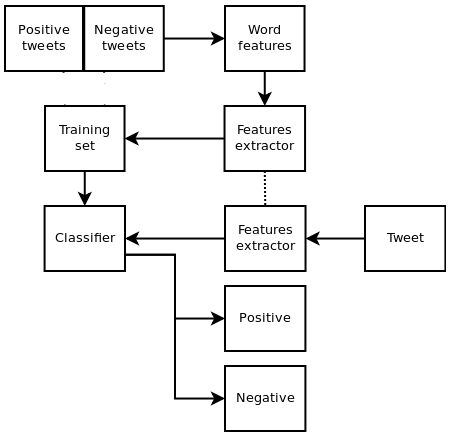 Positive
tweets
Negative
tweets
Word
features
Training
set
Features
extractor
Classifier
Features
extractor
Tweet
Positive
Negative